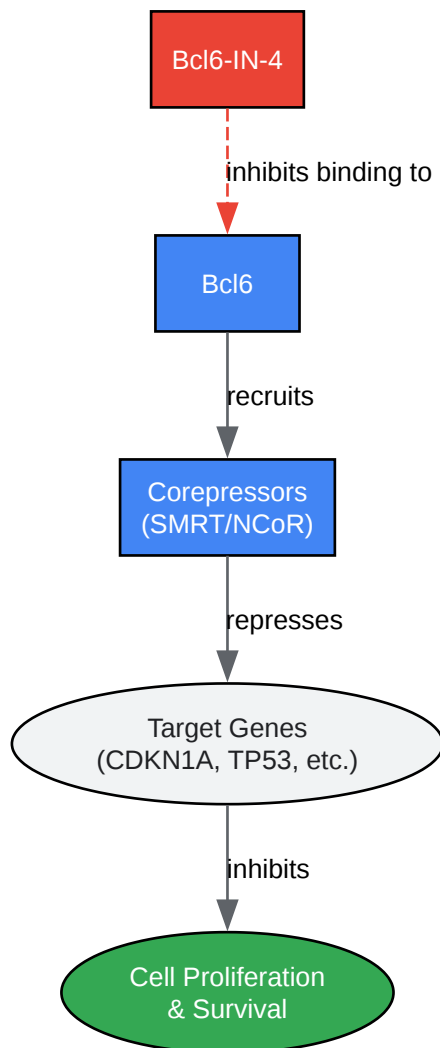 Bcl6-IN-4
inhibits binding to
Bcl6
recruits
Corepressors
(SMRT/NCoR)
represses
Target Genes
(CDKN1A, TP53, etc.)
inhibits
Cell Proliferation
& Survival